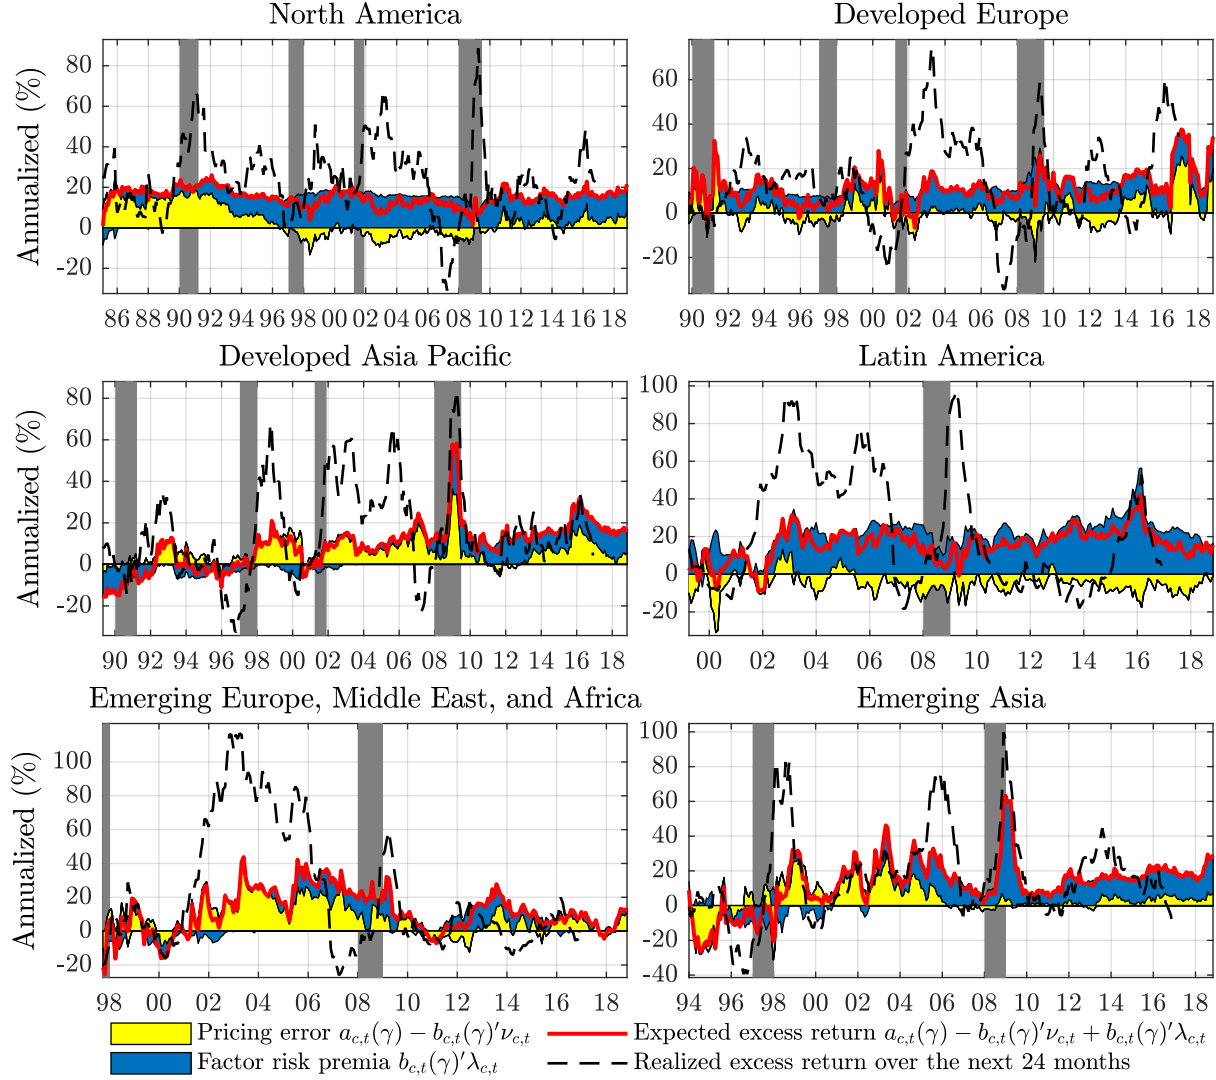 North America
Developed Europe
Annualized (%)
80
60
40
20
0
-20
60
40
20
0
-20
86 88 90 92 94 96 98 00 02 04 06 08 10 12 14 16 18
90 92 94 96 98 00 02 04 06 08 10 12 14 16 18
Developed Asia Pacific
Latin America
Annualized (%)
80
60
40
20
0
-20
100
80
60
40
20
0
-20
90 92 94 96 98 00 02 04 06 08 10 12 14 16 18
00 02 04 06 08 10 12 14 16 18
Emerging Europe, Middle East, and Africa
Emerging Asia
Annualized (%)
100
80
60
40
20
0
-20
100
80
60
40
20
0
-20
-40
98 00 02 04 06 08 10 12 14 16 18
94 96 98 00 02 04 06 08 10 12 14 16 18
Pricing error a_{c,t}(γ) − b_{c,t}(γ)′ν_{c,t}
Expected excess return a_{c,t}(γ) − b_{c,t}(γ)′ν_{c,t} + b_{c,t}(γ)′λ_{c,t}
Factor risk premia b_{c,t}(γ)′λ_{c,t}
Realized excess return over the next 24 months